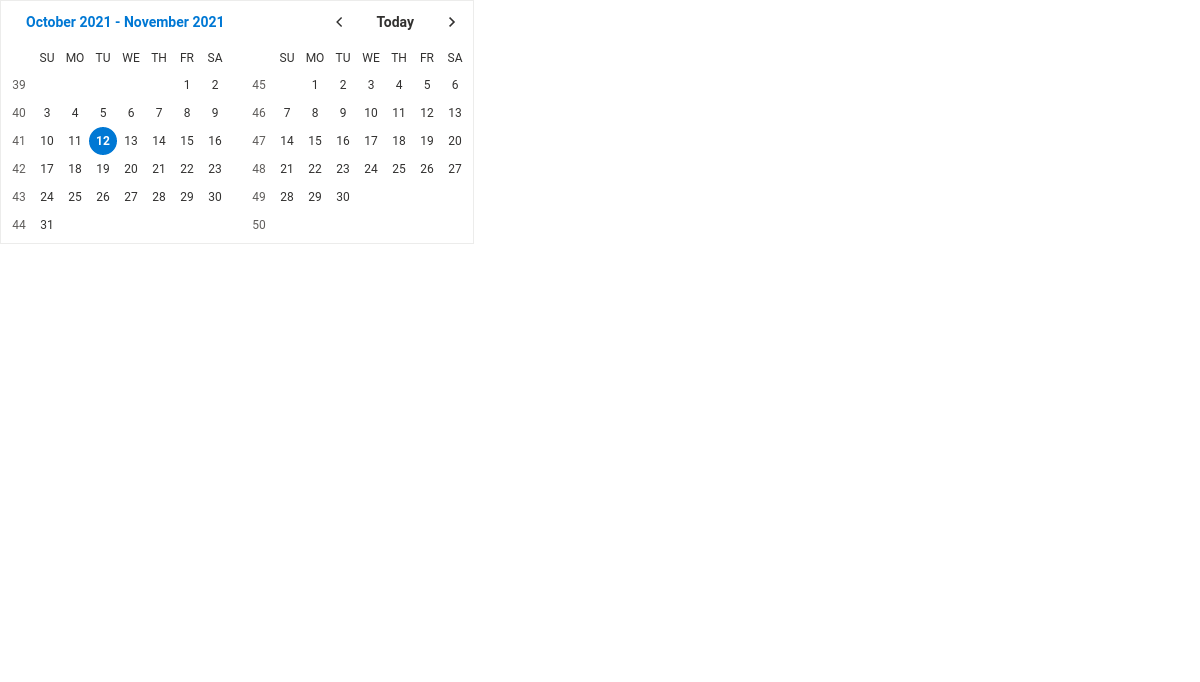 October 2021 - November 2021 Today
SU MO TU WE TH FR SA SU MO TU WE TH FR SA
39 1 2 45 1 2 3 4 5 6
40 3 4 5 6 7 8 9 46 7 8 9 10 11 12 13
41 10 11 12 13 14 15 16 47 14 15 16 17 18 19 20
42 17 18 19 20 21 22 23 48 21 22 23 24 25 26 27
43 24 25 26 27 28 29 30 49 28 29 30
44 31 50